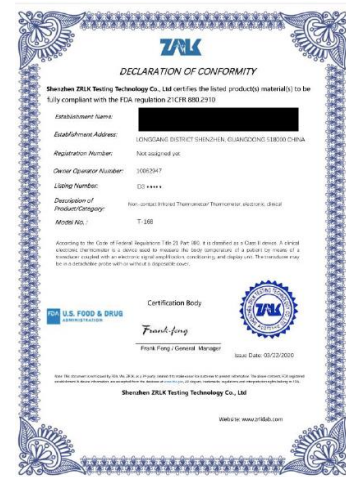 ZRLK
DECLARATION OF CONFORMITY
Shenzhen ZRLK Testing Technology Co., Ltd certifies the listed product(s) material(s) to be
fully compliant with the FDA regulation 21CFR 880.2910
Establishment Name:
Establishment Address:
LONGGANG DISTRICT SHENZHEN, GUANGDONG 518000 CHINA
Registration Number: Not assigned yet
Owner Operator Number: 10062947
Listing Number: D3
Description of
Product/Category: Non-contact Infrared Thermometer/ Thermometer, electronic, clinical
Model No.: T-168
According to the Code of Federal Regulations Title 21 Part 880, it is identified as a Class II device. A clinical
electronic thermometer is a device used to measure the body temperature of a patient by means of a
transducer coupled with an electronic signal amplification, conditioning, and display unit. The transducer may
be in a detachable probe with or without a disposable cover.
Certification Body
FDA U.S. FOOD & DRUG
ADMINISTRATION
ZRLK
Frank-feng
Frank Feng / General Manager
Issue Date: 03/22/2020
Shenzhen ZRLK Testing Technology Co., Ltd
Website: www.zrlklab.com